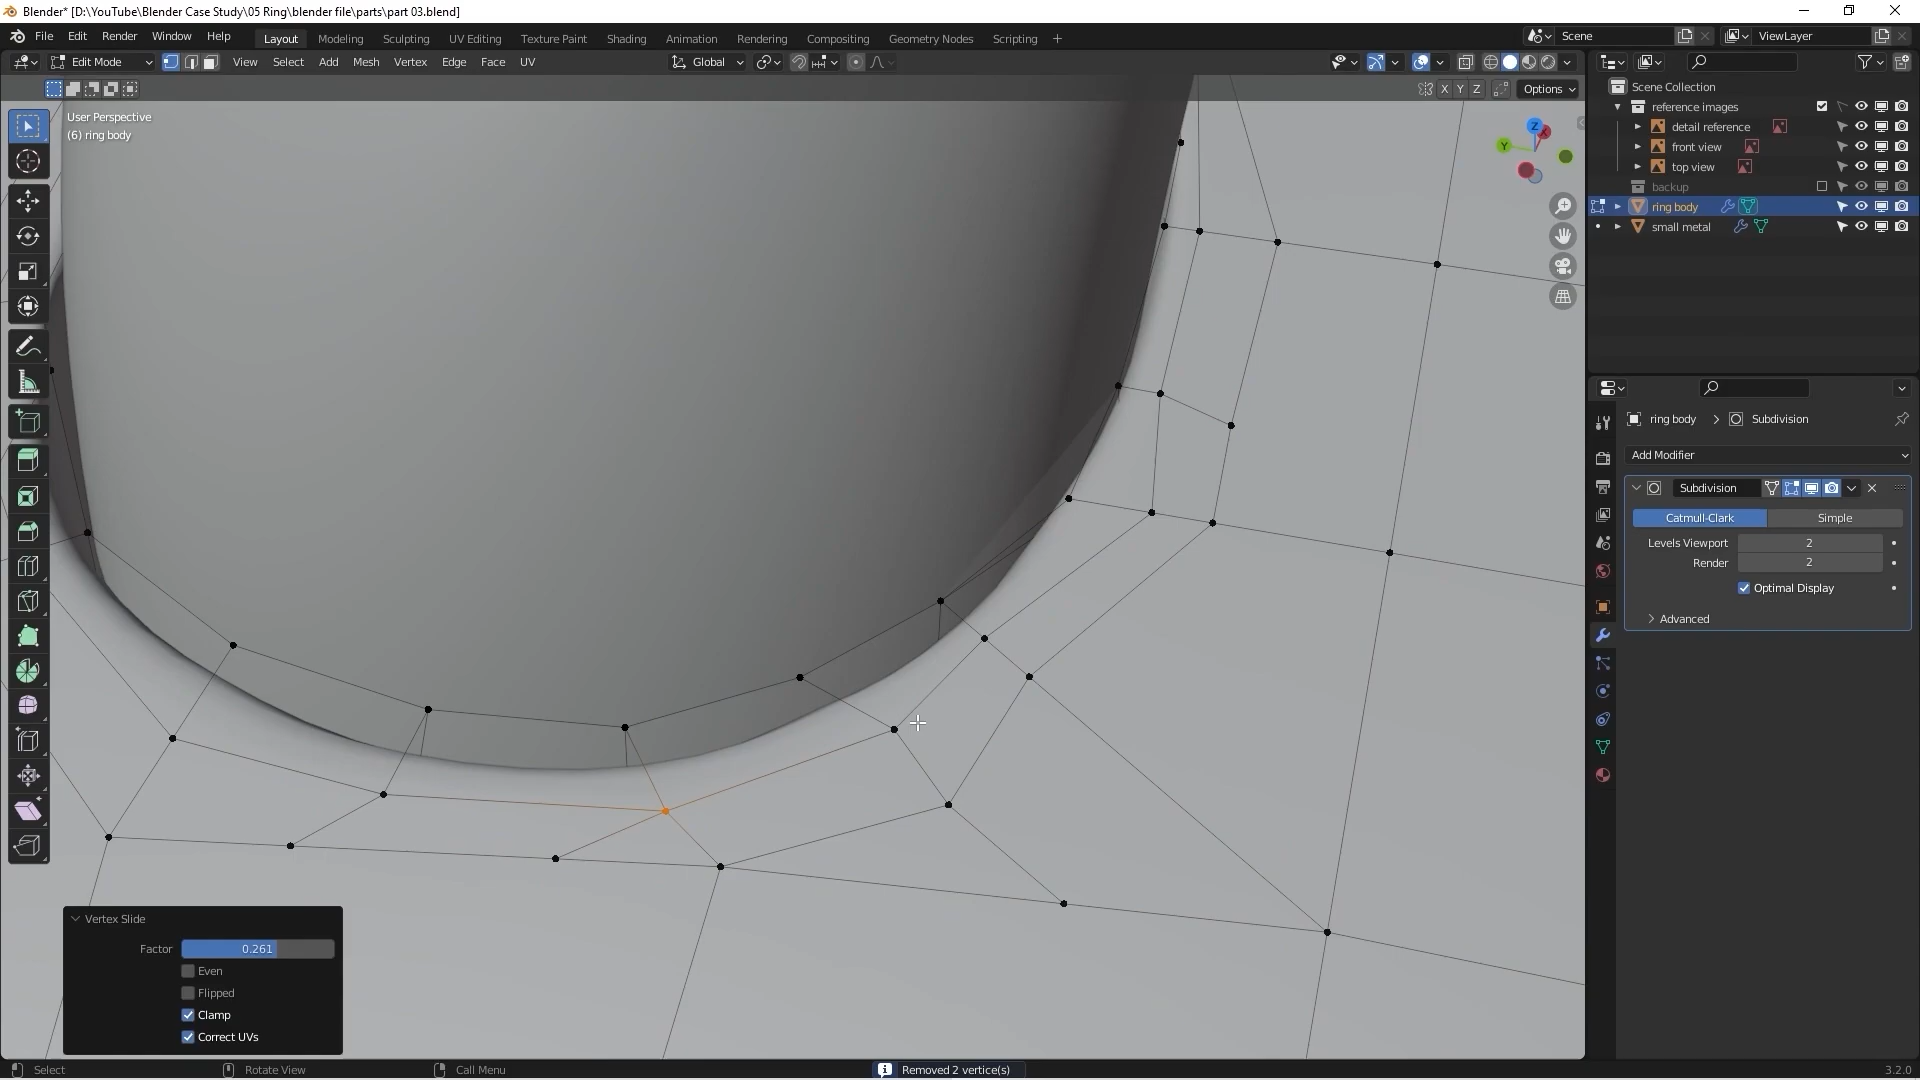 Blender* [D:\YouTube\Blender Case Study\05 Ring\blender file\parts\part 03.blend]
File Edit Render Window Help
Layout Modeling Sculpting UV Editing Texture Paint Shading Animation Rendering Compositing Geometry Nodes Scripting +
Scene
ViewLayer
Edit Mode
View Select Add Mesh Vertex Edge Face UV
Global
X Y Z
Options
User Perspective
(6) ring body
Z
Y
X
Scene Collection
reference images
detail reference
front view
top view
backup
ring body
small metal
ring body > Subdivision
Add Modifier
Subdivision
Catmull-Clark Simple
Levels Viewport 2
Render 2
Optimal Display
Advanced
Vertex Slide
Factor 0.261
Even
Flipped
Clamp
Correct UVs
Select
Rotate View
Call Menu
Removed 2 vertice(s)
3.2.0